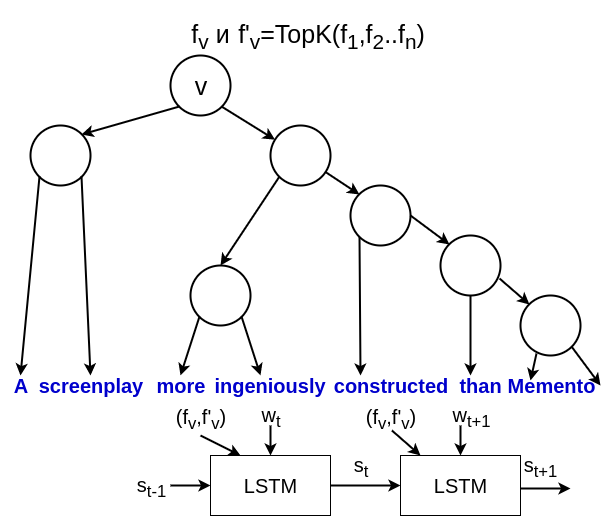 f_v и f'_v=TopK(f_1,f_2..f_n)
v
A screenplay more ingeniously constructed than Memento
(f_v,f'_v) w_t (f_v,f'_v) w_{t+1}
s_{t-1} LSTM s_t LSTM s_{t+1}